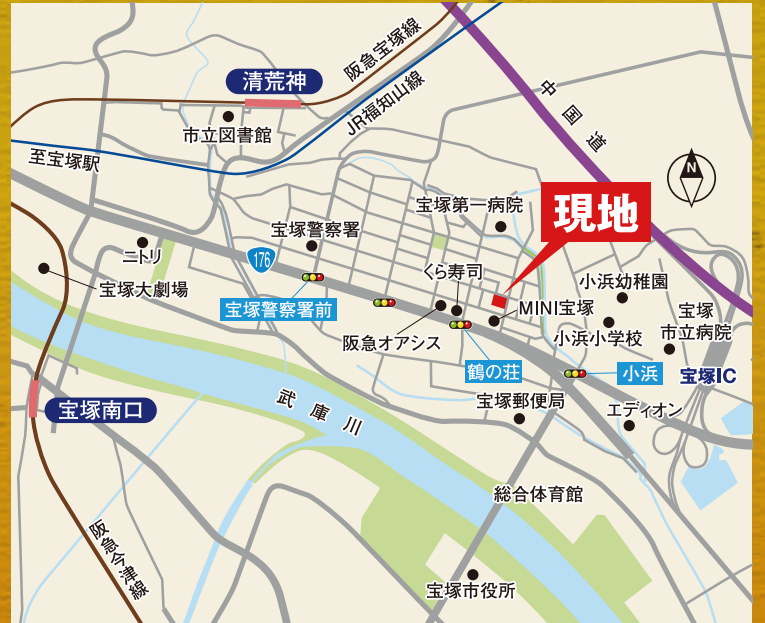 阪急宝塚線
清荒神
JR福知山線
中国道
市立図書館
至宝塚駅
N
宝塚第一病院
現地
宝塚警察署
176
ニトリ
くら寿司
小浜幼稚園
宝塚大劇場
宝塚警察署前
MINI宝塚
宝塚
市立病院
阪急オアシス
小浜小学校
鶴の荘
小浜
宝塚IC
宝塚南口
武庫川
宝塚郵便局
エディオン
総合体育館
阪急今津線
宝塚市役所